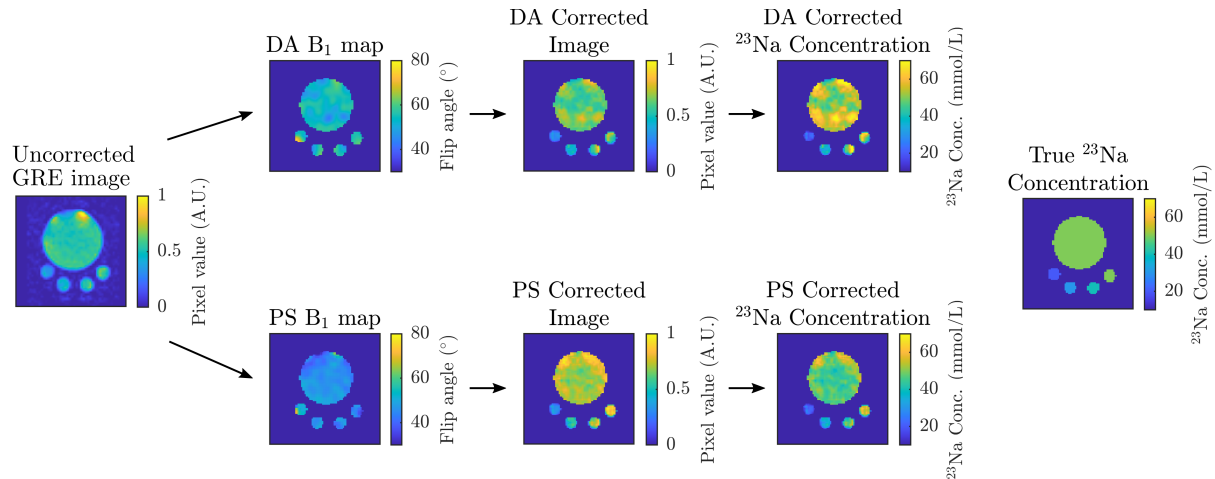 Uncorrected
GRE image
1
0.5
0
Pixel value (A.U.)
DA B₁ map
80
60
40
Flip angle (°)
DA Corrected
Image
1
0.5
0
Pixel value (A.U.)
DA Corrected
²³Na Concentration
60
40
20
²³Na Conc. (mmol/L)
PS B₁ map
80
60
40
Flip angle (°)
PS Corrected
Image
1
0.5
0
Pixel value (A.U.)
PS Corrected
²³Na Concentration
60
40
20
²³Na Conc. (mmol/L)
True ²³Na
Concentration
60
40
20
²³Na Conc. (mmol/L)